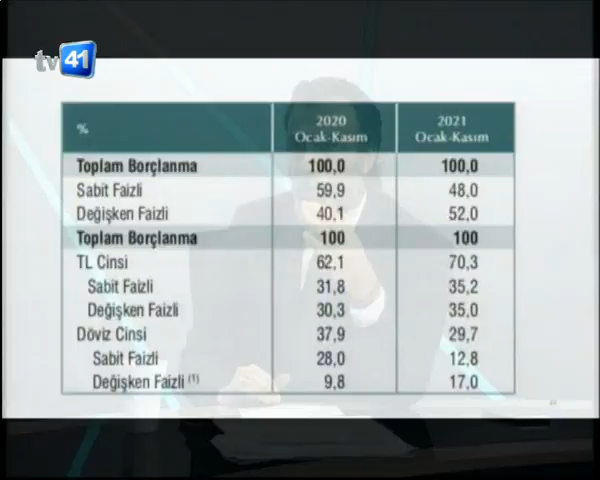 tv 41
% 2020 Ocak-Kasım 2021 Ocak-Kasım
Toplam Borçlanma 100,0 100,0
Sabit Faizli 59,9 48,0
Değişken Faizli 40,1 52,0
Toplam Borçlanma 100 100
TL Cinsi 62,1 70,3
Sabit Faizli 31,8 35,2
Değişken Faizli 30,3 35,0
Döviz Cinsi 37,9 29,7
Sabit Faizli 28,0 12,8
Değişken Faizli (1) 9,8 17,0